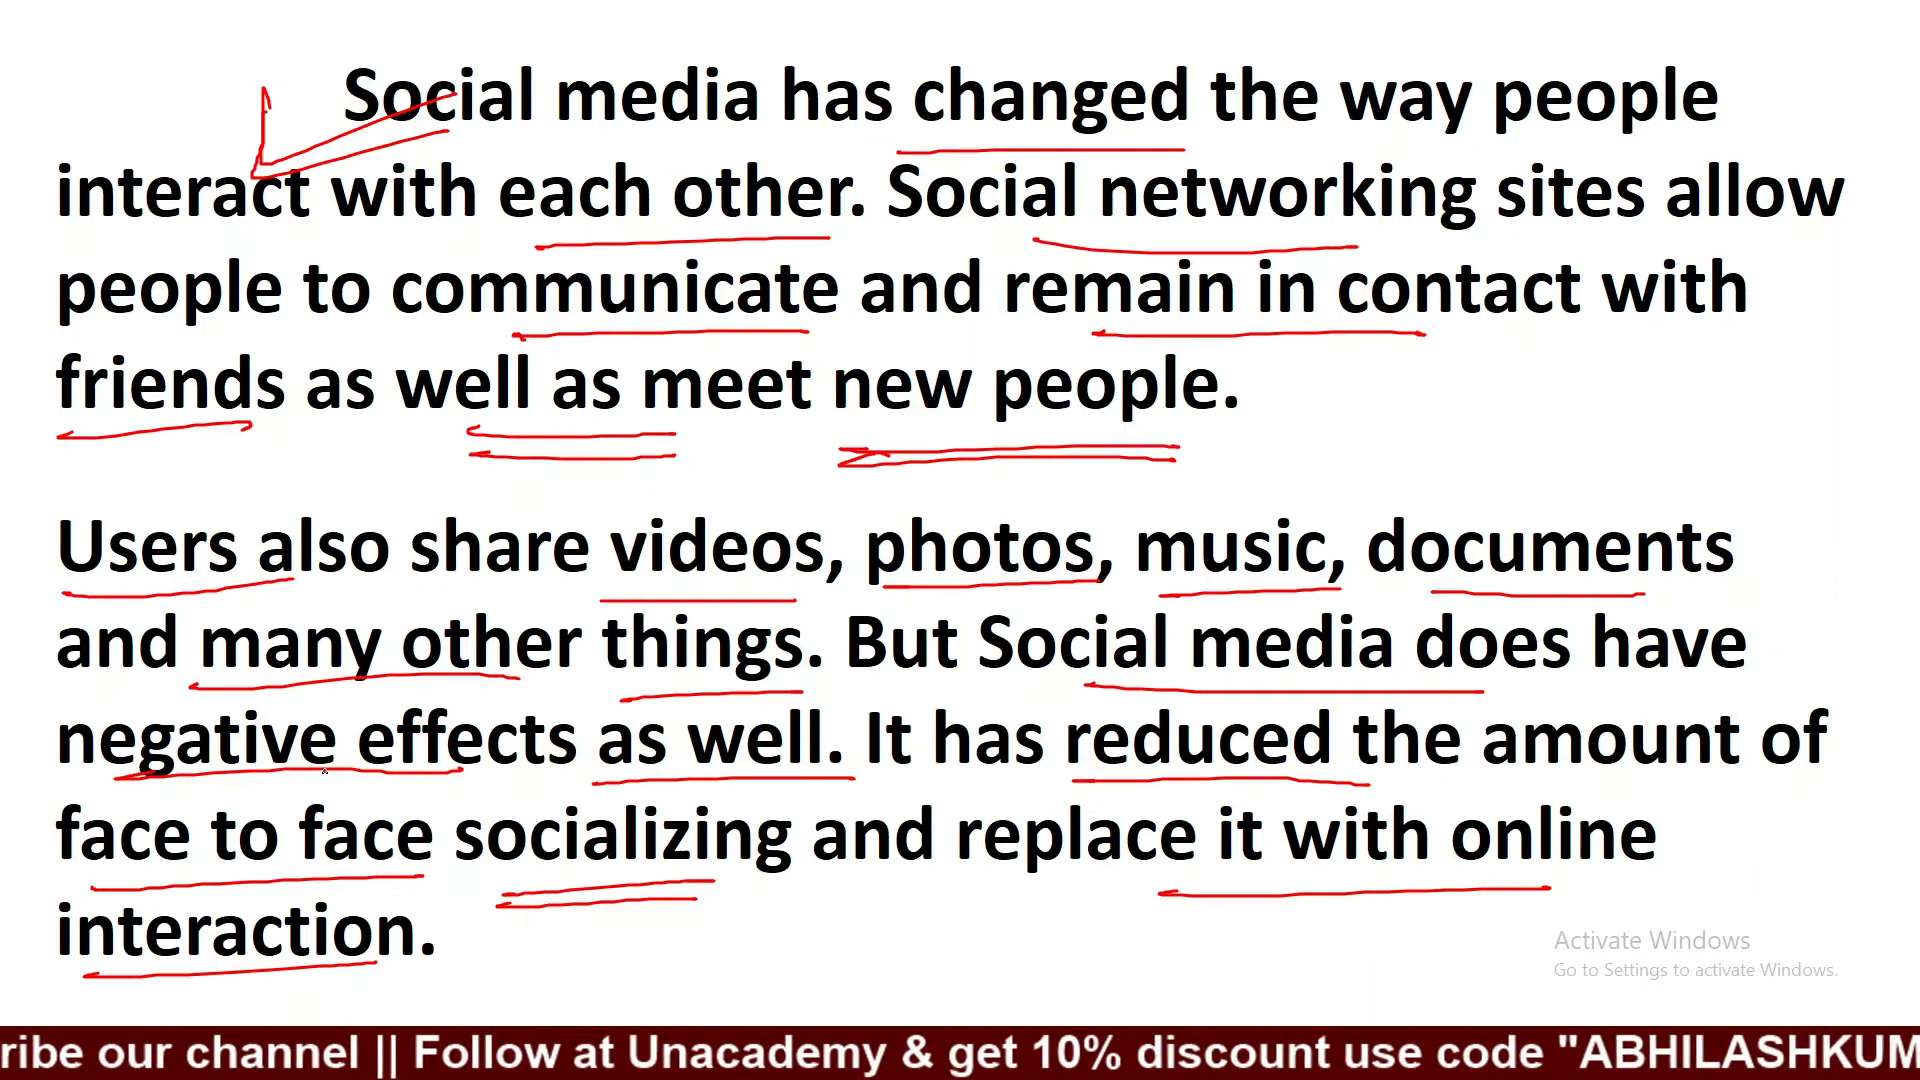 Social media has changed the way people
interact with each other. Social networking sites allow
people to communicate and remain in contact with
friends as well as meet new people.
Users also share videos, photos, music, documents
and many other things. But Social media does have
negative effects as well. It has reduced the amount of
face to face socializing and replace it with online
interaction.
Activate Windows
Go to Settings to activate Windows.
ribe our channel || Follow at Unacademy & get 10% discount use code "ABHILASHKUM